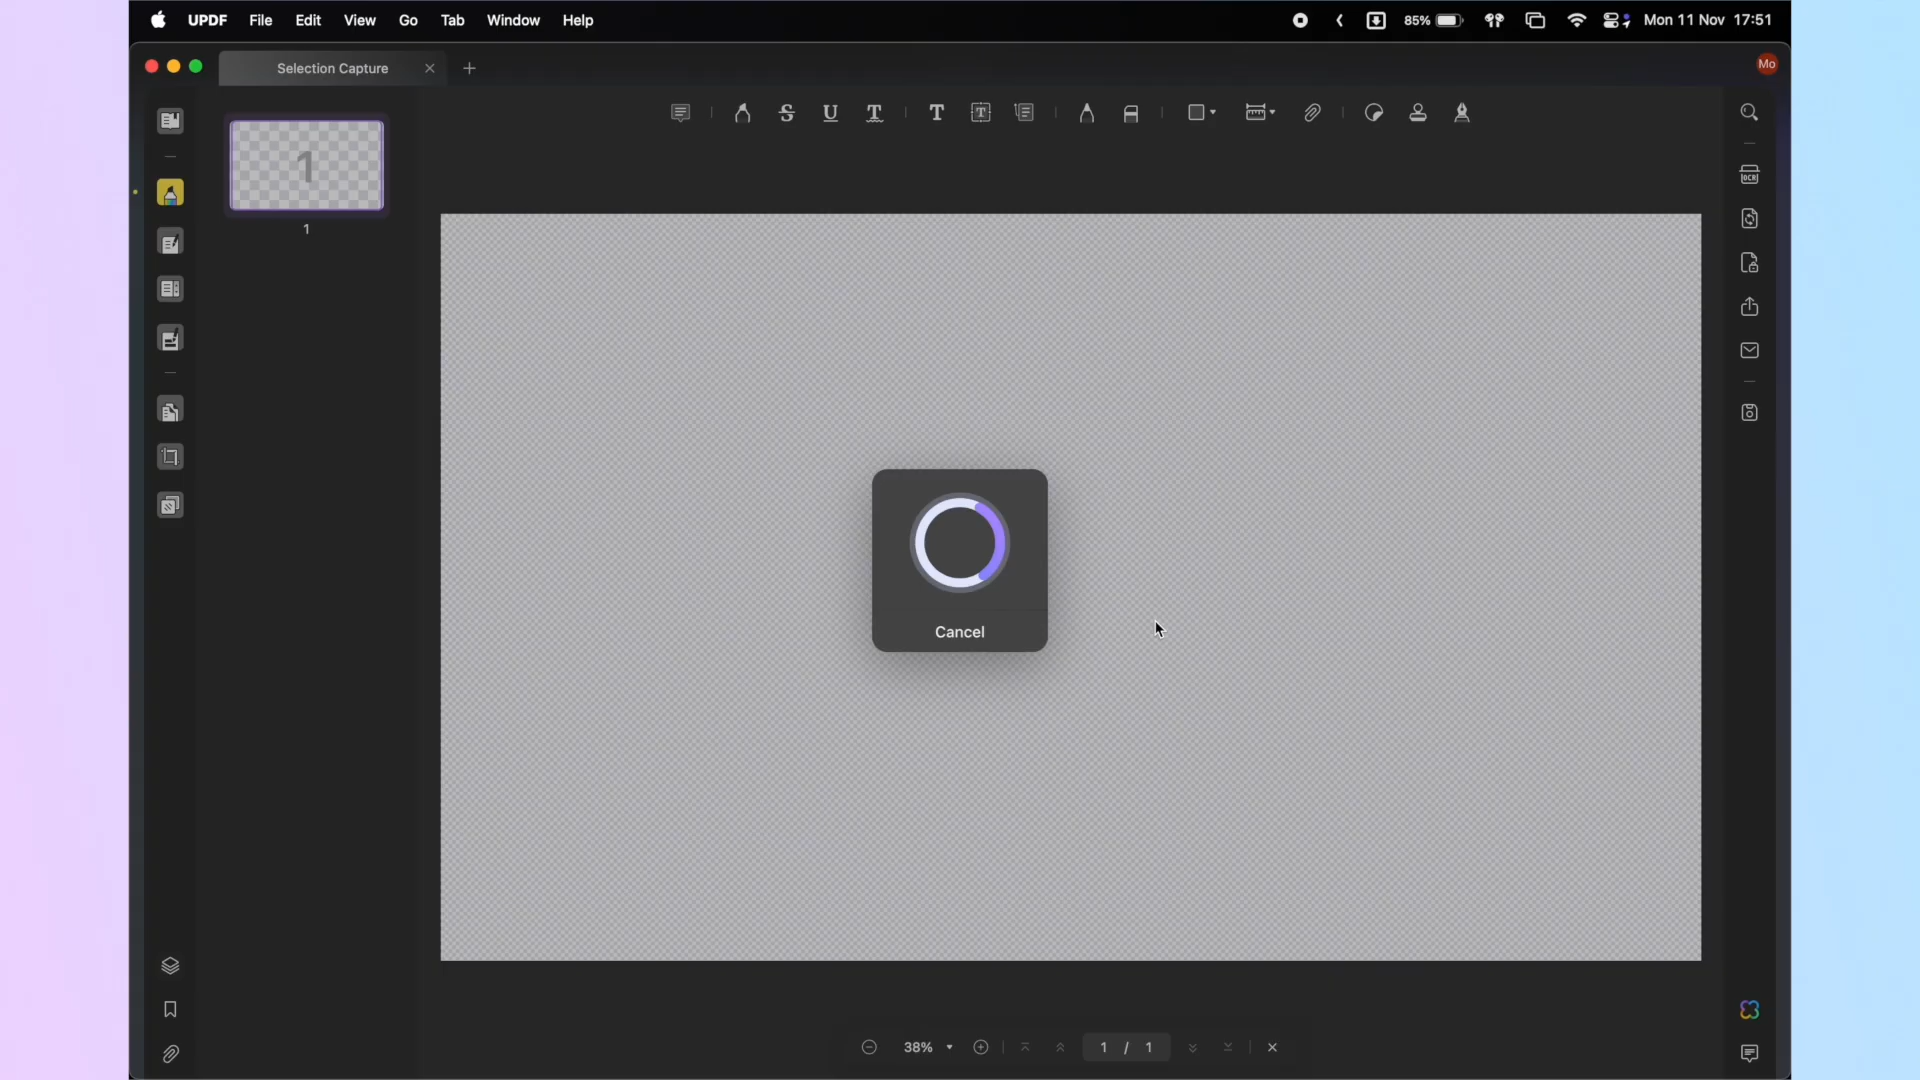 UPDF File Edit View Go Tab Window Help 85% Mon 11 Nov 17:51
Selection Capture
Mo
S U T T T
OCR
1
1
Cancel
38% 1 / 1